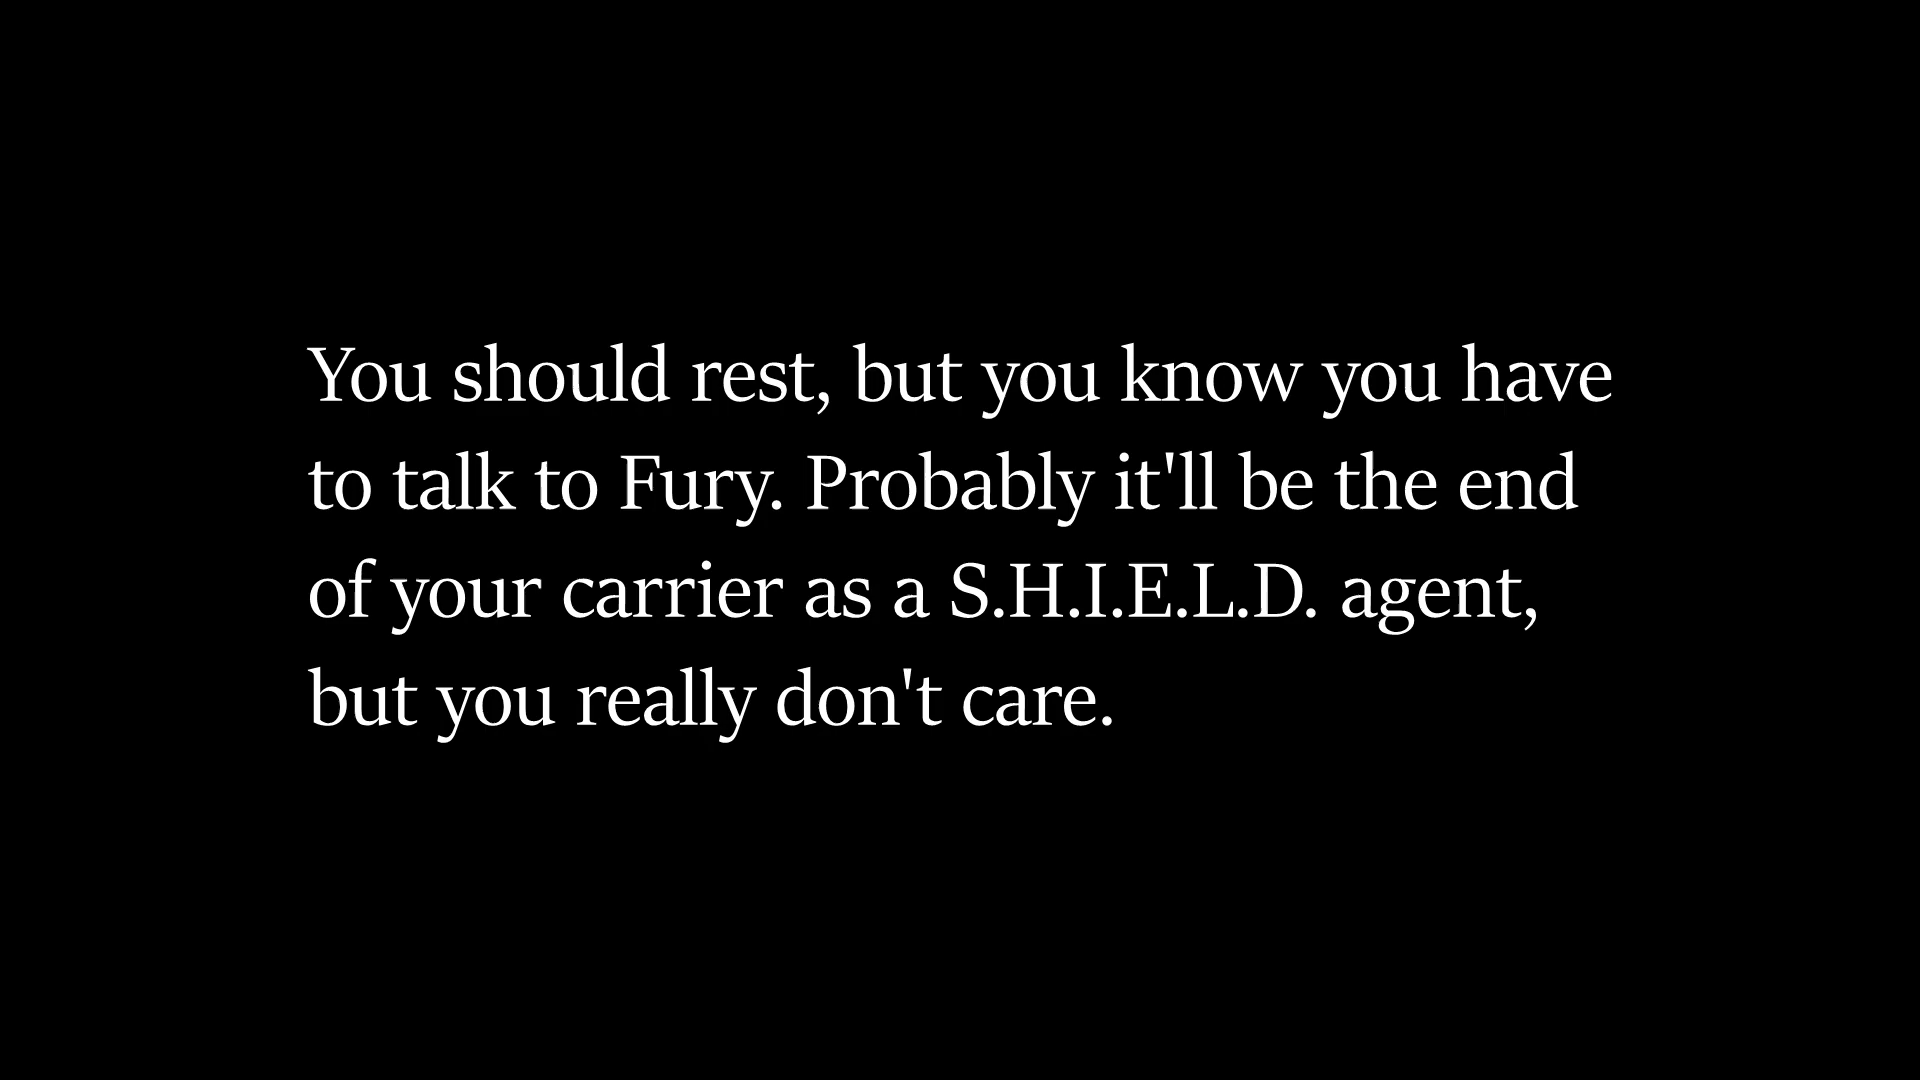 You should rest, but you know you have
to talk to Fury. Probably it'll be the end
of your carrier as a S.H.I.E.L.D. agent,
but you really don't care.